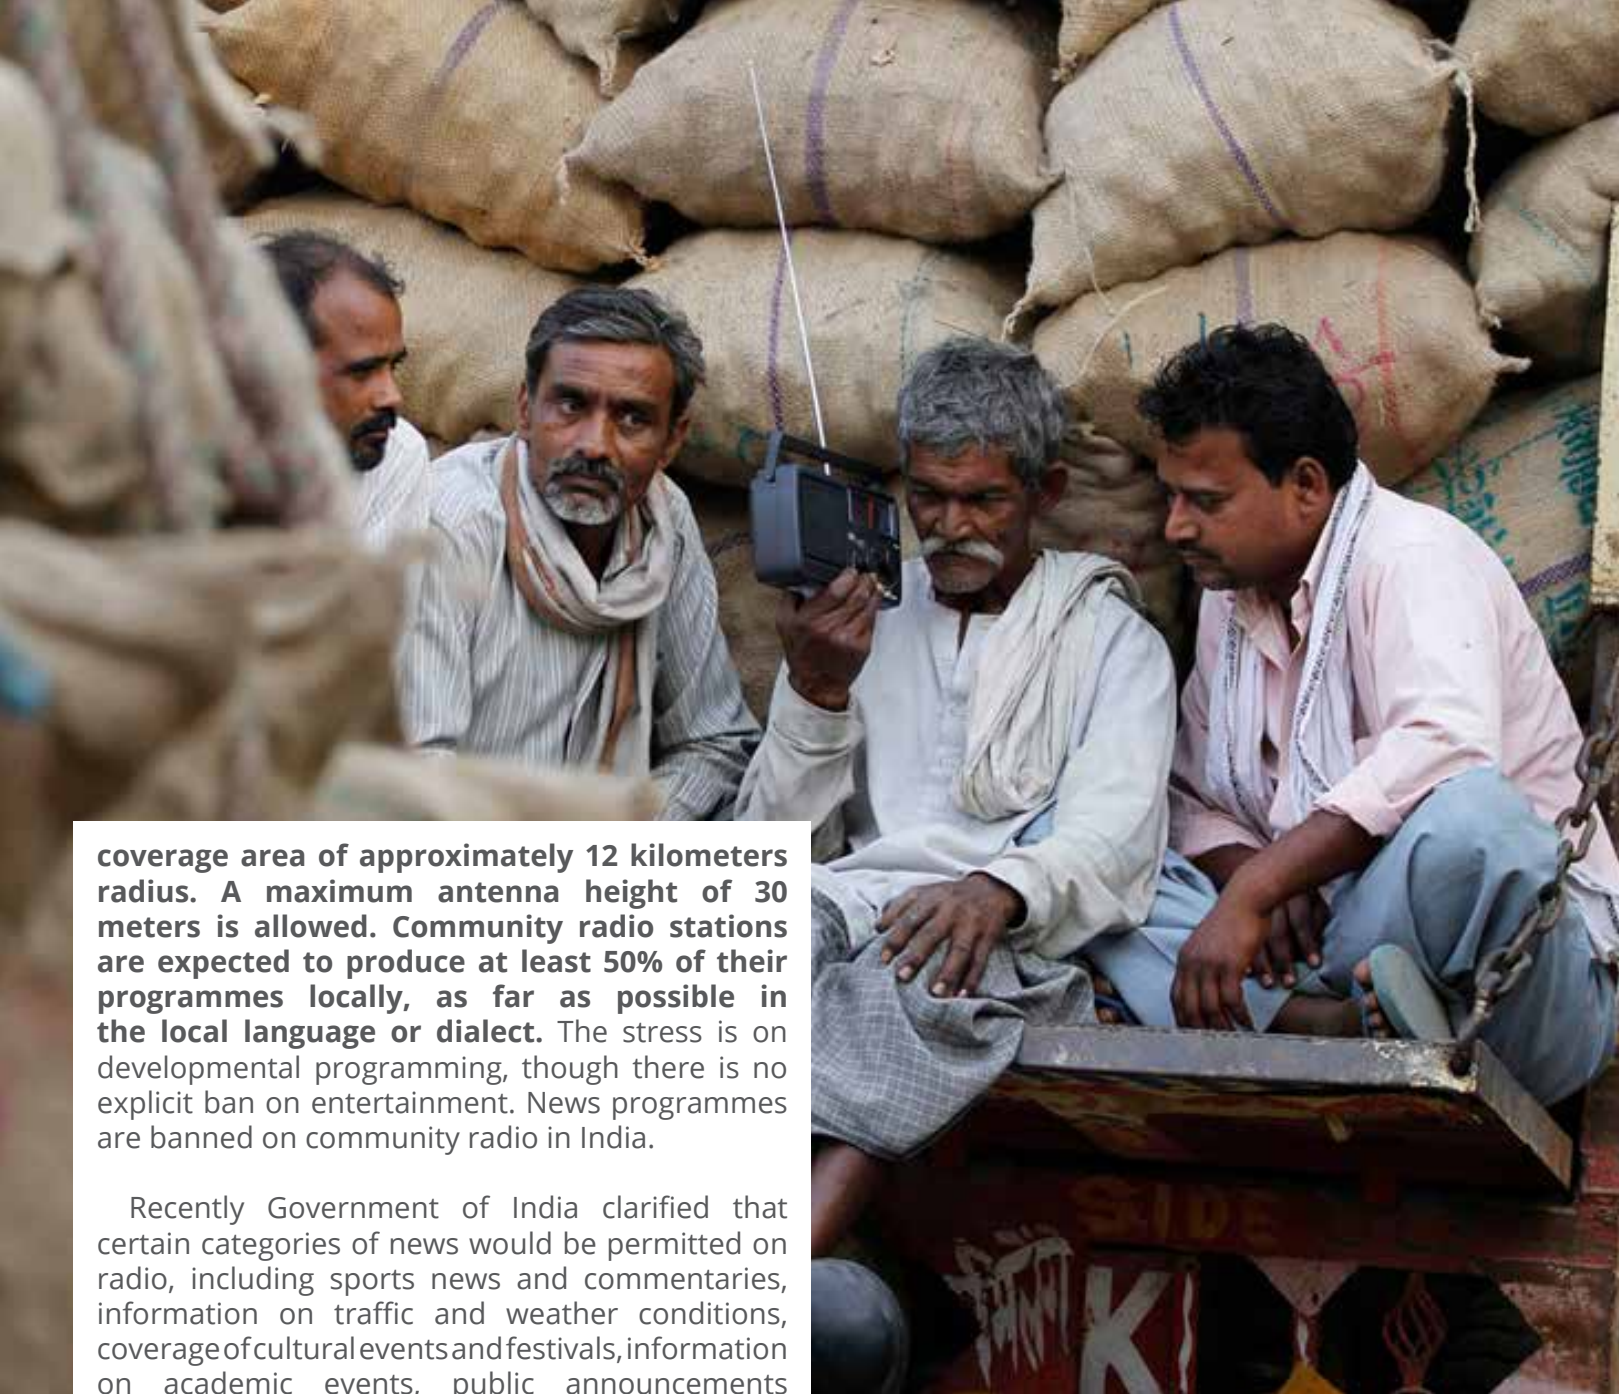 coverage area of approximately 12 kilometers
radius. A maximum antenna height of 30
meters is allowed. Community radio stations
are expected to produce at least 50% of their
programmes locally, as far as possible in
the local language or dialect. The stress is on
developmental programming, though there is no
explicit ban on entertainment. News programmes
are banned on community radio in India.
Recently Government of India clarified that
certain categories of news would be permitted on
radio, including sports news and commentaries,
information on traffic and weather conditions,
coverage of cultural events and festivals, information
on academic events, public announcements
SIDE
KI